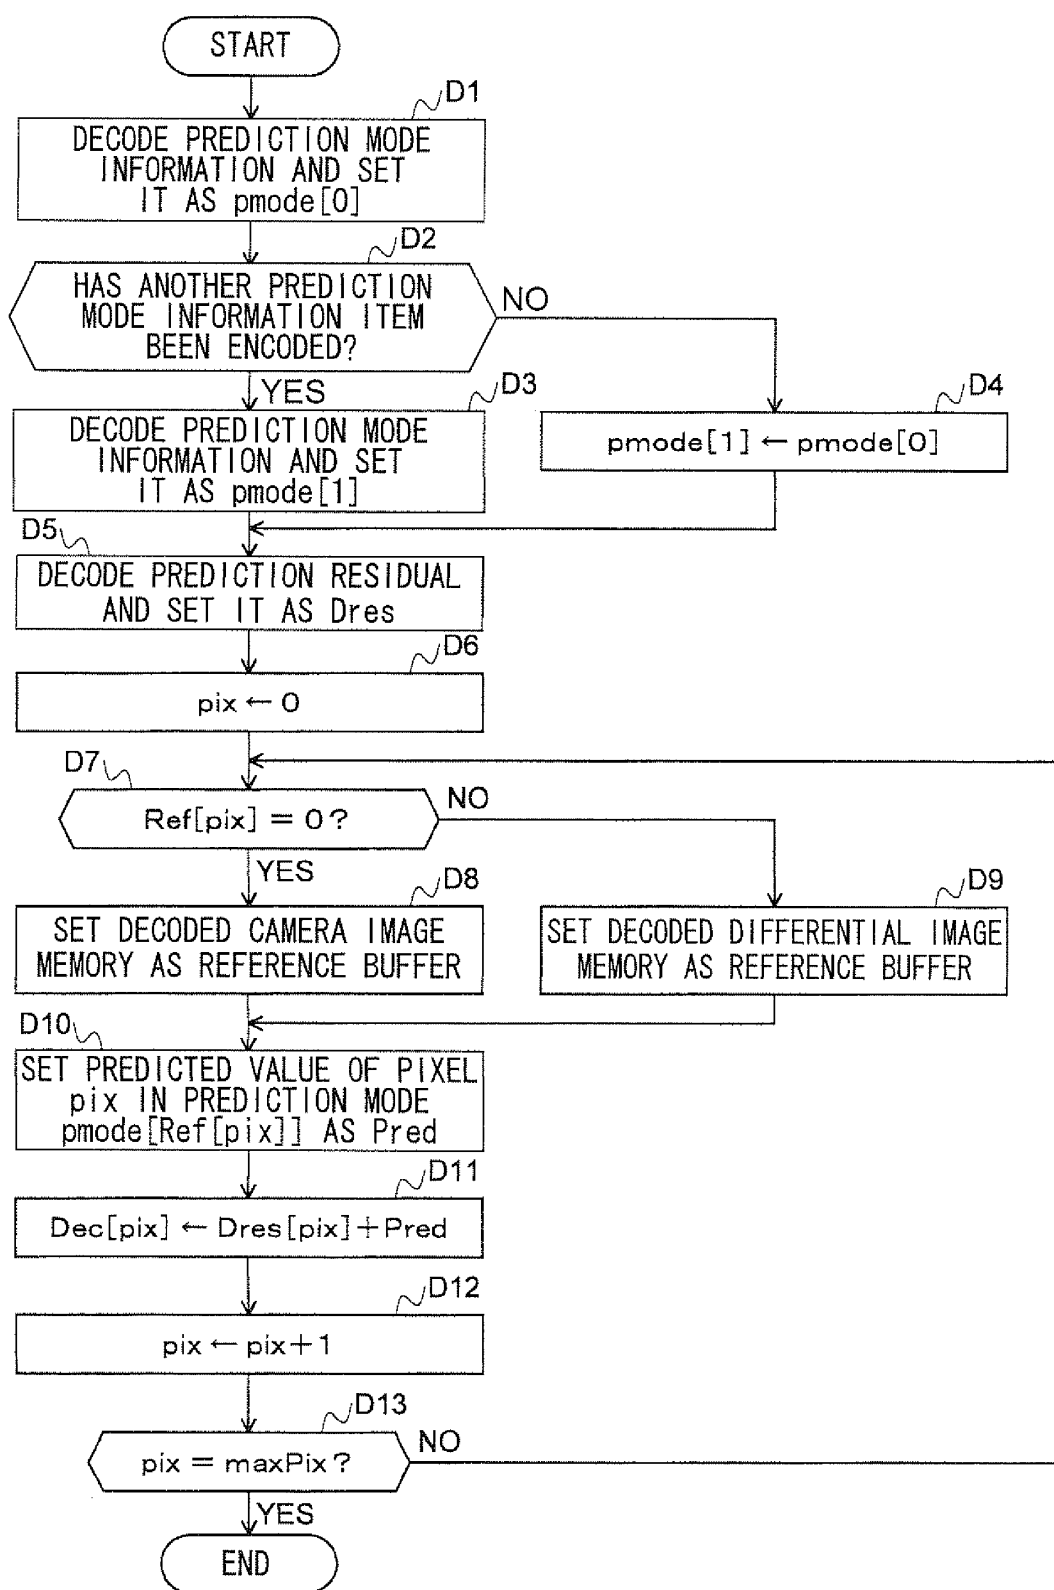 START
D1
DECODE PREDICTION MODE
INFORMATION AND SET
IT AS pmode[0]
D2
HAS ANOTHER PREDICTION
MODE INFORMATION ITEM
BEEN ENCODED?
NO
YES
D3
DECODE PREDICTION MODE
INFORMATION AND SET
IT AS pmode[1]
D4
pmode[1] ← pmode[0]
D5
DECODE PREDICTION RESIDUAL
AND SET IT AS Dres
D6
pix ← 0
D7
Ref[pix] = 0?
NO
YES
D8
SET DECODED CAMERA IMAGE
MEMORY AS REFERENCE BUFFER
D9
SET DECODED DIFFERENTIAL IMAGE
MEMORY AS REFERENCE BUFFER
D10
SET PREDICTED VALUE OF PIXEL
pix IN PREDICTION MODE
pmode[Ref[pix]] AS Pred
D11
Dec[pix] ← Dres[pix]+Pred
D12
pix ← pix+1
D13
pix = maxPix?
NO
YES
END